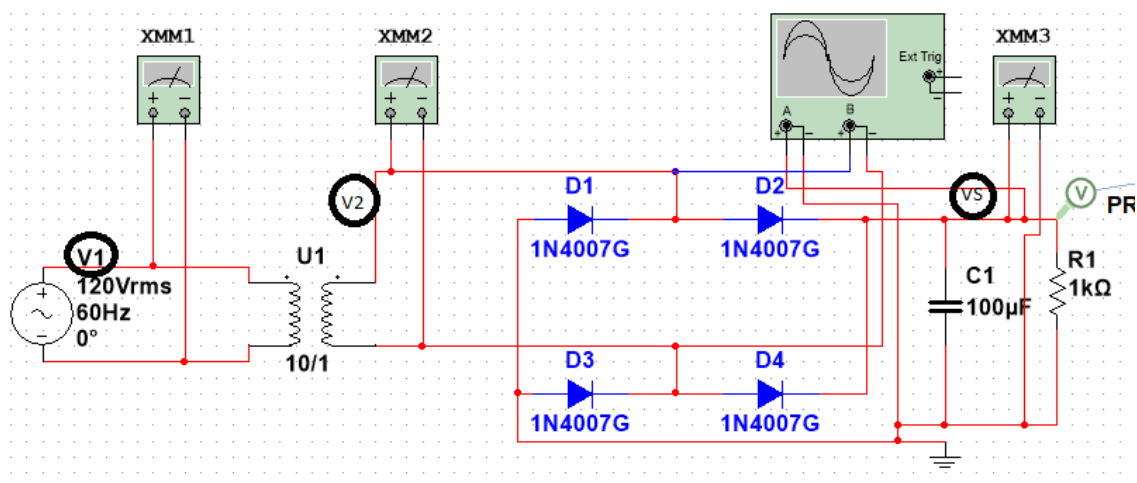 XMM1
XMM2
XMM3
Ext Trig
+
−
A
B
+ −
+ −
+ −
+ −
+ −
V2
VS
V
PR
D1
D2
1N4007G
1N4007G
V1
120Vrms
60Hz
0°
+
−
U1
10/1
C1
100µF
R1
1kΩ
D3
D4
1N4007G
1N4007G